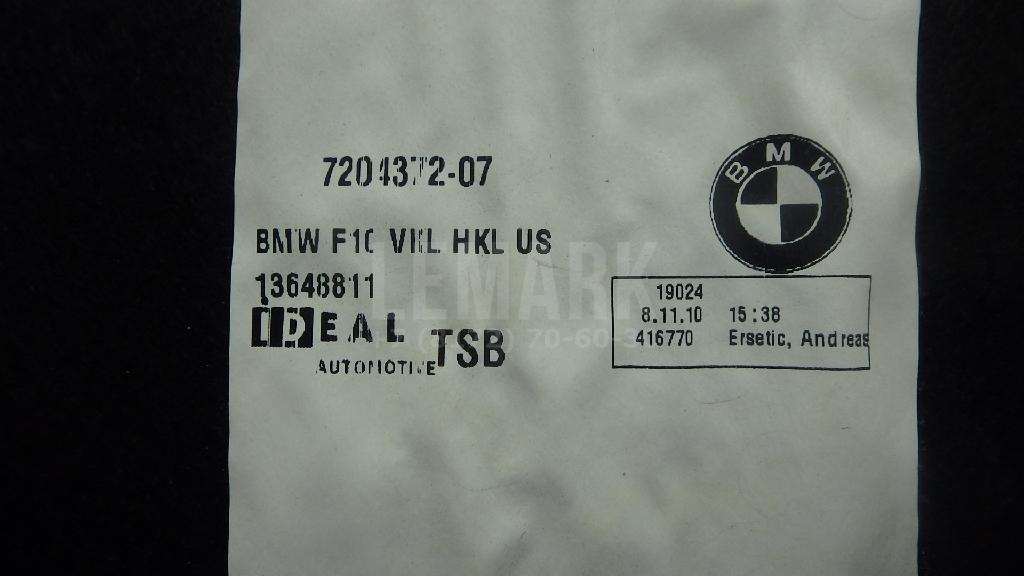 7204372-07
BMW
BMW F10 VIIL HKL US
13648811
19024
8.11.10 15:38
416770 Ersetic, Andreas
IDEAL TSB
AUTOMOTIVE
LEMARK
70-60-3